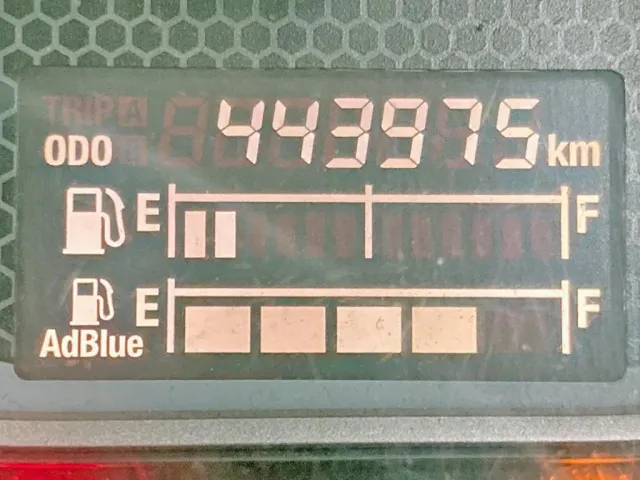 TRIP A
ODO 443975 km
E F
E F
AdBlue